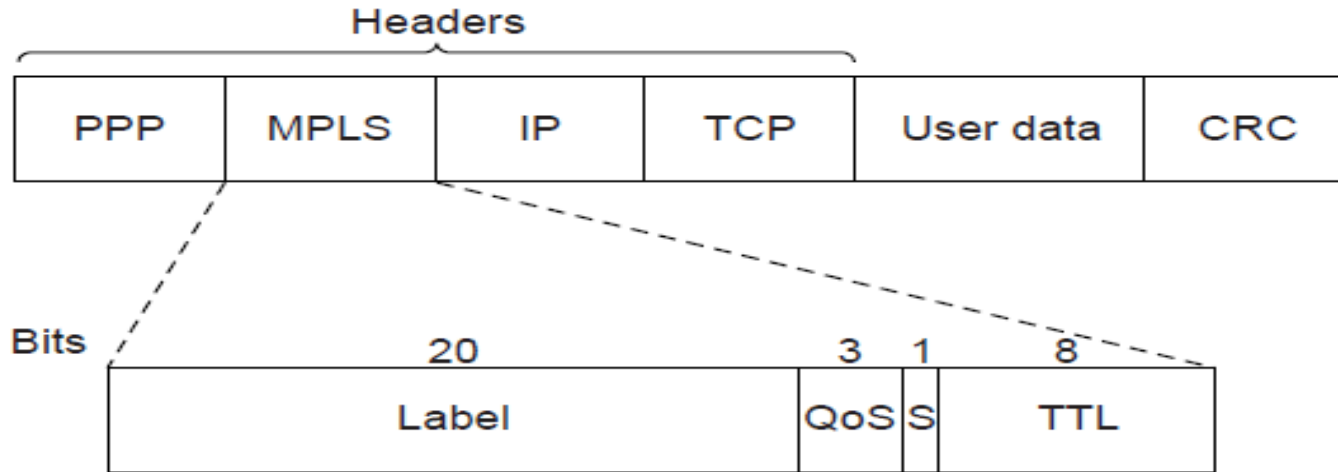 Headers
PPP MPLS IP TCP User data CRC
Bits 20 3 1 8
Label QoS S TTL